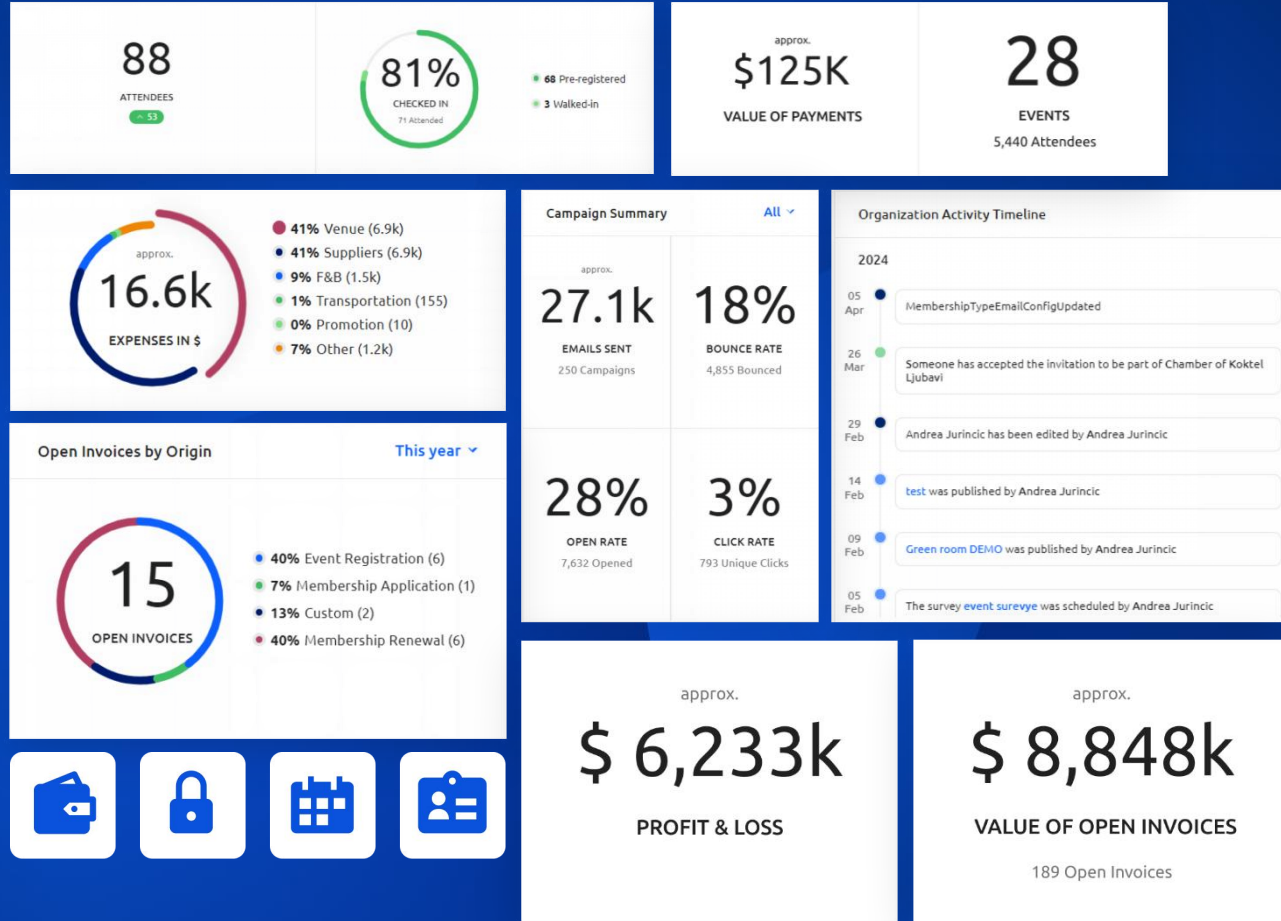 88
ATTENDEES
^ 53
81%
CHECKED IN
71 Attended
68 Pre-registered
3 Walked-in
approx.
$125K
VALUE OF PAYMENTS
28
EVENTS
5,440 Attendees
approx.
16.6k
EXPENSES IN $
41% Venue (6.9k)
41% Suppliers (6.9k)
9% F&B (1.5k)
1% Transportation (155)
0% Promotion (10)
7% Other (1.2k)
Campaign Summary
All
approx.
27.1k
EMAILS SENT
250 Campaigns
18%
BOUNCE RATE
4,855 Bounced
28%
OPEN RATE
7,632 Opened
3%
CLICK RATE
793 Unique Clicks
Organization Activity Timeline
2024
05
Apr
MembershipTypeEmailConfigUpdated
26
Mar
Someone has accepted the invitation to be part of Chamber of Koktel
Ljubavi
29
Feb
Andrea Jurincic has been edited by Andrea Jurincic
14
Feb
test was published by Andrea Jurincic
09
Feb
Green room DEMO was published by Andrea Jurincic
05
Feb
The survey event surevye was scheduled by Andrea Jurincic
Open Invoices by Origin
This year
15
OPEN INVOICES
40% Event Registration (6)
7% Membership Application (1)
13% Custom (2)
40% Membership Renewal (6)
approx.
$ 6,233k
PROFIT & LOSS
approx.
$ 8,848k
VALUE OF OPEN INVOICES
189 Open Invoices